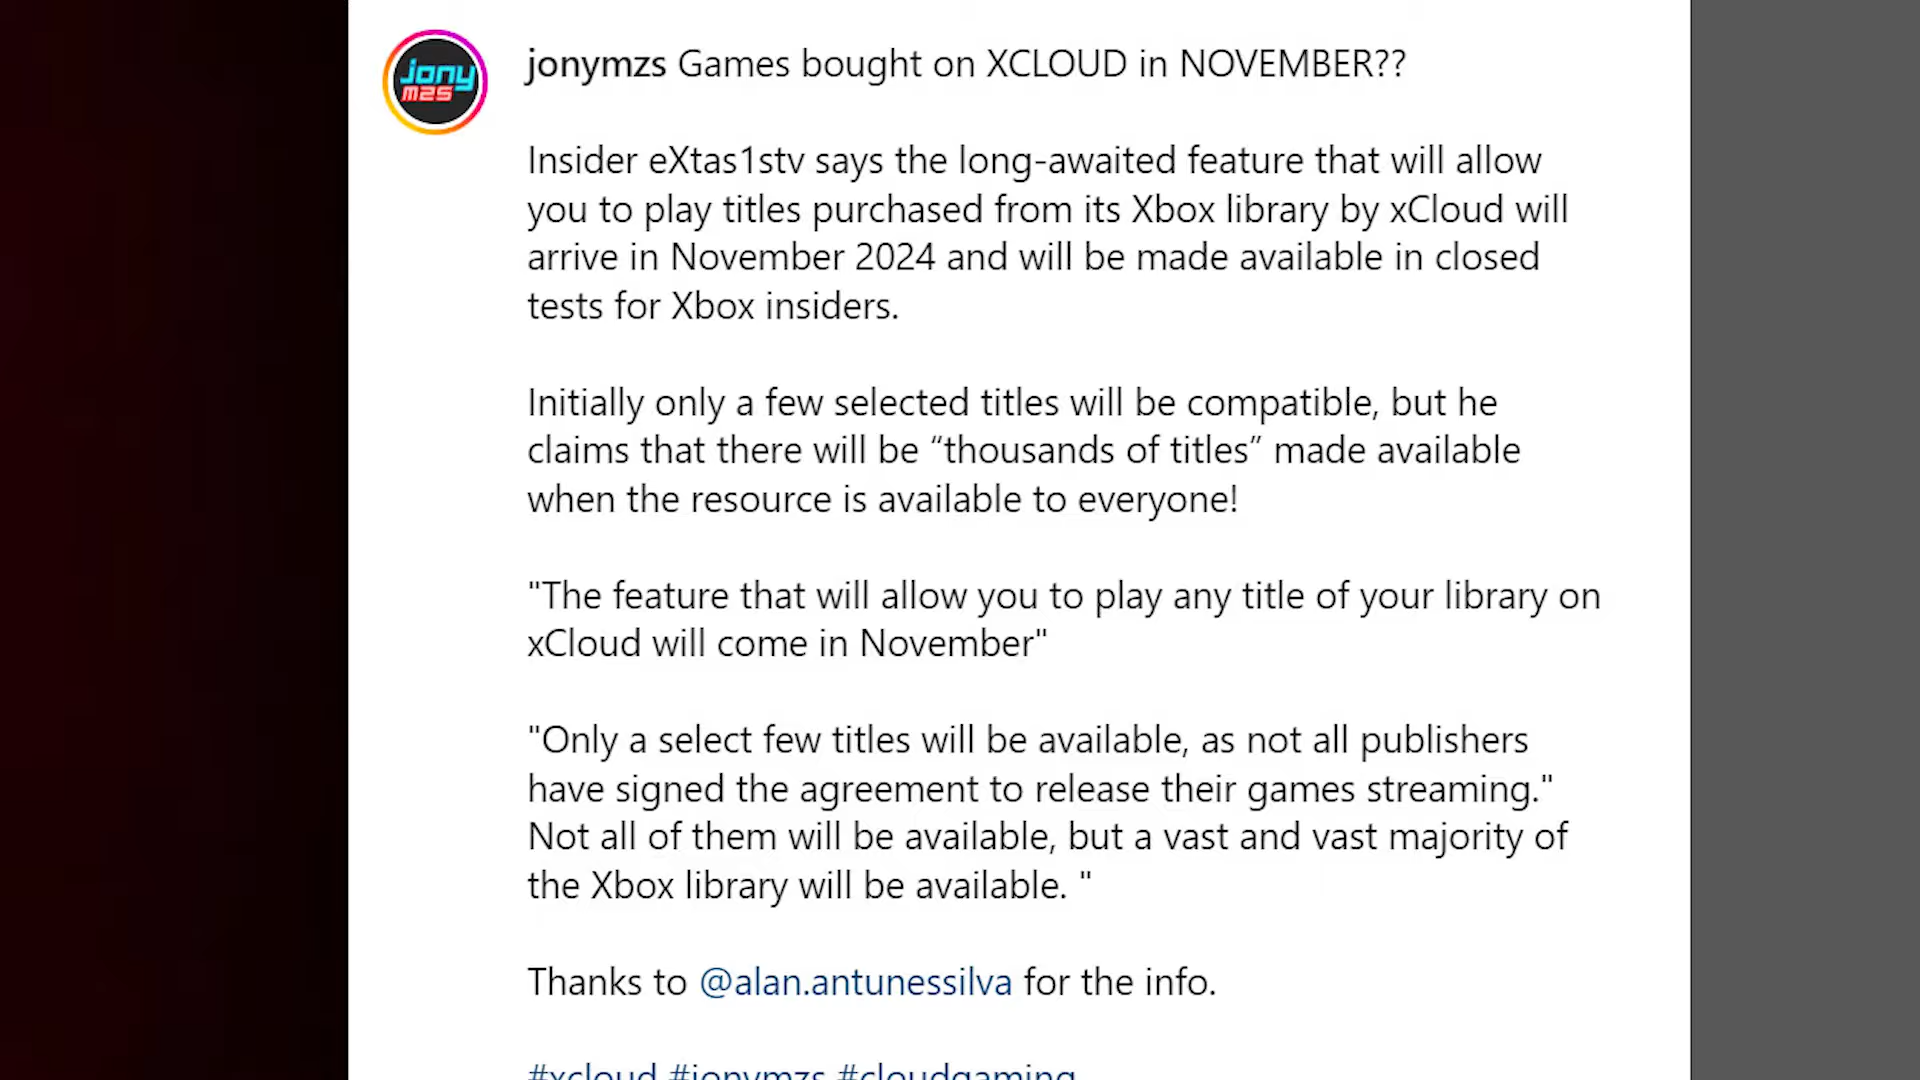 jony
mzs
jonymzs Games bought on XCLOUD in NOVEMBER??
Insider eXtas1stv says the long-awaited feature that will allow
you to play titles purchased from its Xbox library by xCloud will
arrive in November 2024 and will be made available in closed
tests for Xbox insiders.
Initially only a few selected titles will be compatible, but he
claims that there will be “thousands of titles” made available
when the resource is available to everyone!
"The feature that will allow you to play any title of your library on
xCloud will come in November"
"Only a select few titles will be available, as not all publishers
have signed the agreement to release their games streaming."
Not all of them will be available, but a vast and vast majority of
the Xbox library will be available. "
Thanks to @alan.antunessilva for the info.
#xcloud #jonymzs #cloudgaming